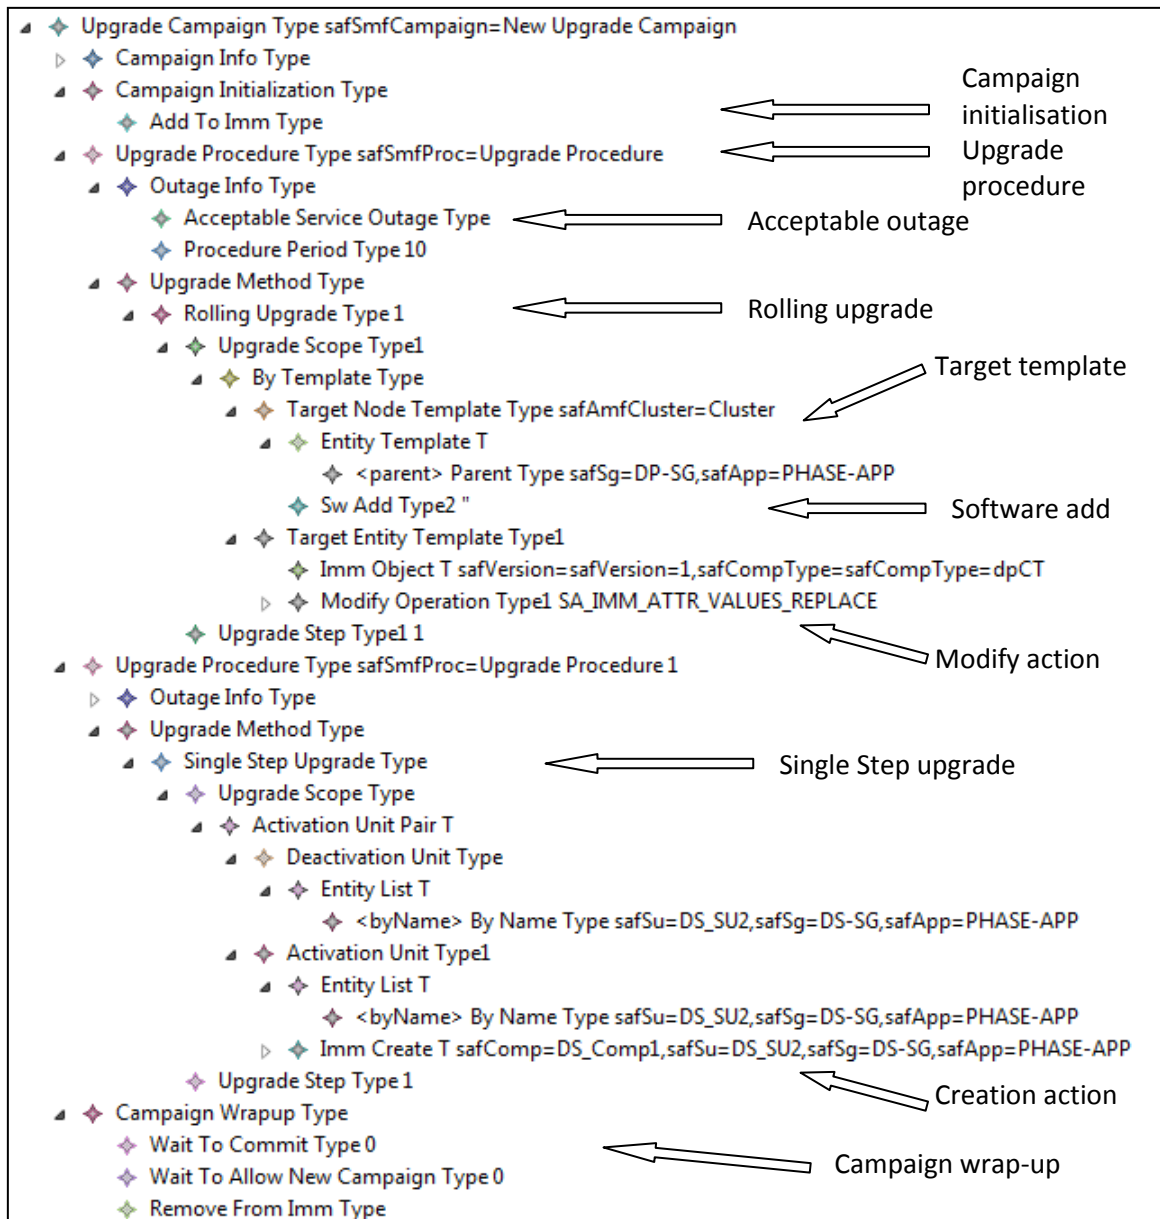 Upgrade Campaign Type safSmfCampaign=New Upgrade Campaign
Campaign Info Type
Campaign Initialization Type
Add To Imm Type
Campaign
initialisation
Upgrade Procedure Type safSmfProc=Upgrade Procedure
Upgrade
procedure
Outage Info Type
Acceptable Service Outage Type
Acceptable outage
Procedure Period Type 10
Upgrade Method Type
Rolling Upgrade Type 1
Rolling upgrade
Upgrade Scope Type1
By Template Type
Target template
Target Node Template Type safAmfCluster=Cluster
Entity Template T
<parent> Parent Type safSg=DP-SG,safApp=PHASE-APP
Sw Add Type2 "
Software add
Target Entity Template Type1
Imm Object T safVersion=safVersion=1,safCompType=safCompType=dpCT
Modify Operation Type1 SA_IMM_ATTR_VALUES_REPLACE
Upgrade Step Type1 1
Modify action
Upgrade Procedure Type safSmfProc=Upgrade Procedure 1
Outage Info Type
Upgrade Method Type
Single Step Upgrade Type
Single Step upgrade
Upgrade Scope Type
Activation Unit Pair T
Deactivation Unit Type
Entity List T
<byName> By Name Type safSu=DS_SU2,safSg=DS-SG,safApp=PHASE-APP
Activation Unit Type1
Entity List T
<byName> By Name Type safSu=DS_SU2,safSg=DS-SG,safApp=PHASE-APP
Imm Create T safComp=DS_Comp1,safSu=DS_SU2,safSg=DS-SG,safApp=PHASE-APP
Upgrade Step Type 1
Creation action
Campaign Wrapup Type
Wait To Commit Type 0
Campaign wrap-up
Wait To Allow New Campaign Type 0
Remove From Imm Type